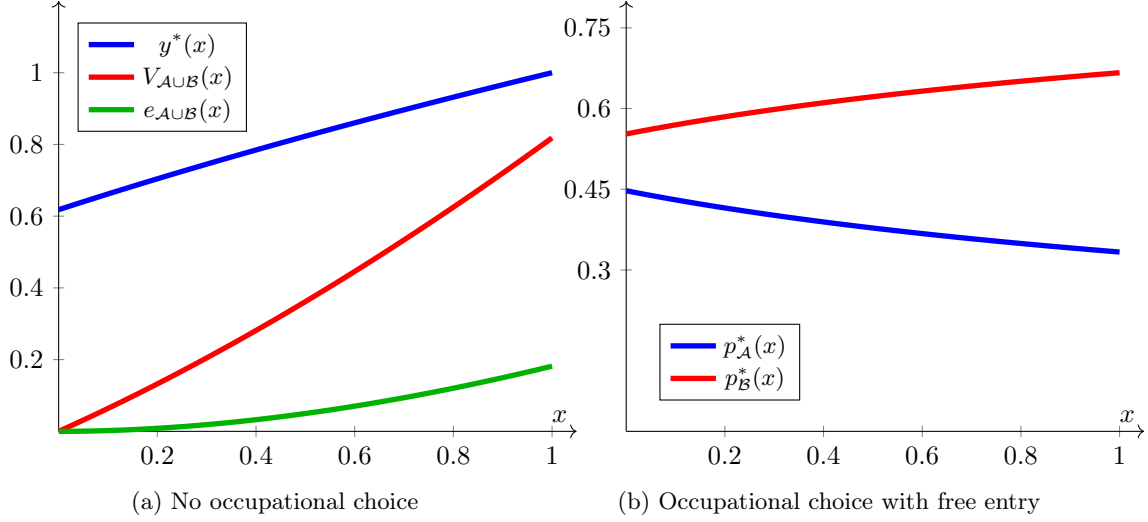 y*(x)
V_{𝒜∪ℬ}(x)
e_{𝒜∪ℬ}(x)
1
0.8
0.6
0.4
0.2
0.2 0.4 0.6 0.8 1
x
(a) No occupational choice
0.75
0.6
0.45
0.3
p*_𝒜(x)
p*_ℬ(x)
0.2 0.4 0.6 0.8 1
x
(b) Occupational choice with free entry